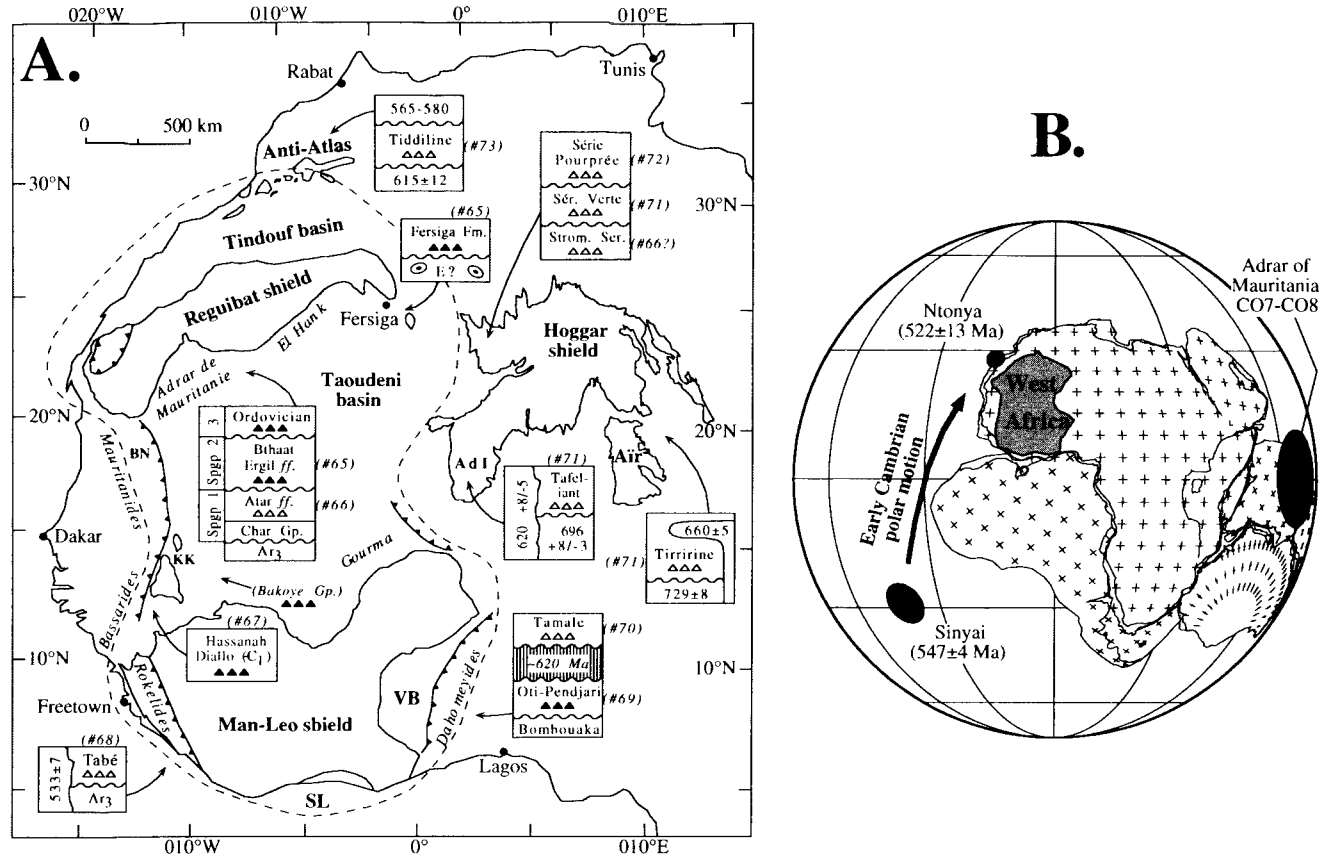 020°W
010°W
0°
010°E
A.
B.
Rabat
Tunis
0 500 km
565-580
Tiddiline
(#73)
615±12
Anti-Atlas
Série
Pourprée
(#72)
Sér. Verte
(#71)
Strom. Ser.
(#66?)
30°N
30°N
(#65)
Fersiga Fm.
E?
Tindouf basin
Reguibat shield
El Hank
Fersiga
Hoggar
shield
Adrar de
Mauritanie
Taoudeni
basin
20°N
20°N
3
Ordovician
Spgp 2
Bthaat
Ergil ff.
(#65)
Spgp 1
Atar ff.
(#66)
Char Gp.
Ar3
BN
Mauritanides
AdI
Aïr
(#71)
620 +8/-5
Tafel-
iant
696
+8/-3
660±5
(#71)
Tirririne
729±8
Dakar
KK
Gourma
Bassarides
(Bakoye Gp.)
(#67)
Hassanah
Diallo (C1)
Tamale
(#70)
~620 Ma
Oti-Pendjari
(#69)
Bombouaka
10°N
10°N
Rokelides
Freetown
VB
Dahomeyides
Man-Leo sbield
(#68)
533±7
Tabé
Ar3
Lagos
SL
010°W
0°
010°E
Adrar of
Mauritania
CO7-CO8
Ntonya
(522±13 Ma)
West
Africa
Early Cambrian
polar motion
Sinyai
(547±4 Ma)